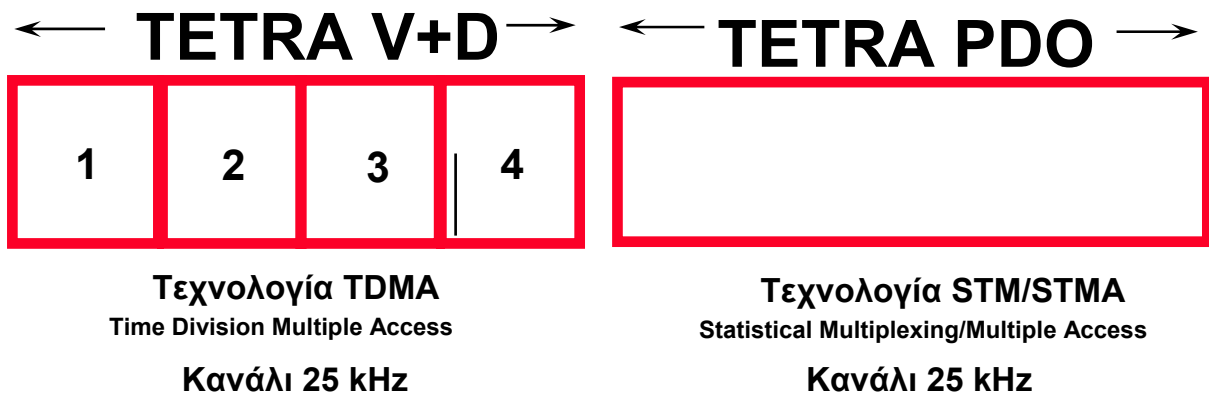 TETRA V+D
1 2 3 4
Τεχνολογία TDMA
Time Division Multiple Access
Κανάλι 25 kHz
TETRA PDO
Τεχνολογία STM/STMA
Statistical Multiplexing/Multiple Access
Κανάλι 25 kHz